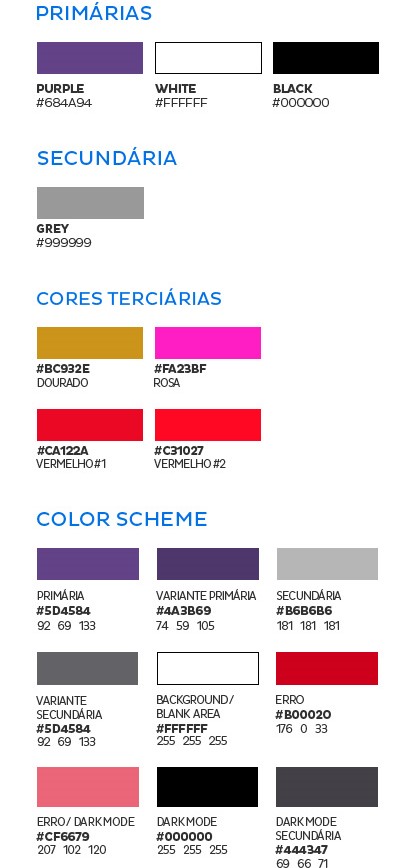 PRIMÁRIAS
PURPLE WHITE BLACK
#684A94 #FFFFFF #000000
SECUNDÁRIA
GREY
#999999
CORES TERCIÁRIAS
#BC932E #FA23BF
DOURADO ROSA
#CA122A #C31027
VERMELHO #1 VERMELHO #2
COLOR SCHEME
PRIMÁRIA VARIANTE PRIMÁRIA SECUNDÁRIA
#5D4584 #4A3B69 #B6B6B6
92 69 133 74 59 105 181 181 181
VARIANTE
SECUNDÁRIA
#5D4584
92 69 133
BACKGROUND/
BLANK AREA
#FFFFFF
255 255 255
ERRO
#B00020
176 0 33
ERRO/ DARK MODE
#CF6679
207 102 120
DARK MODE
#000000
255 255 255
DARK MODE
SECUNDÁRIA
#444347
69 66 71